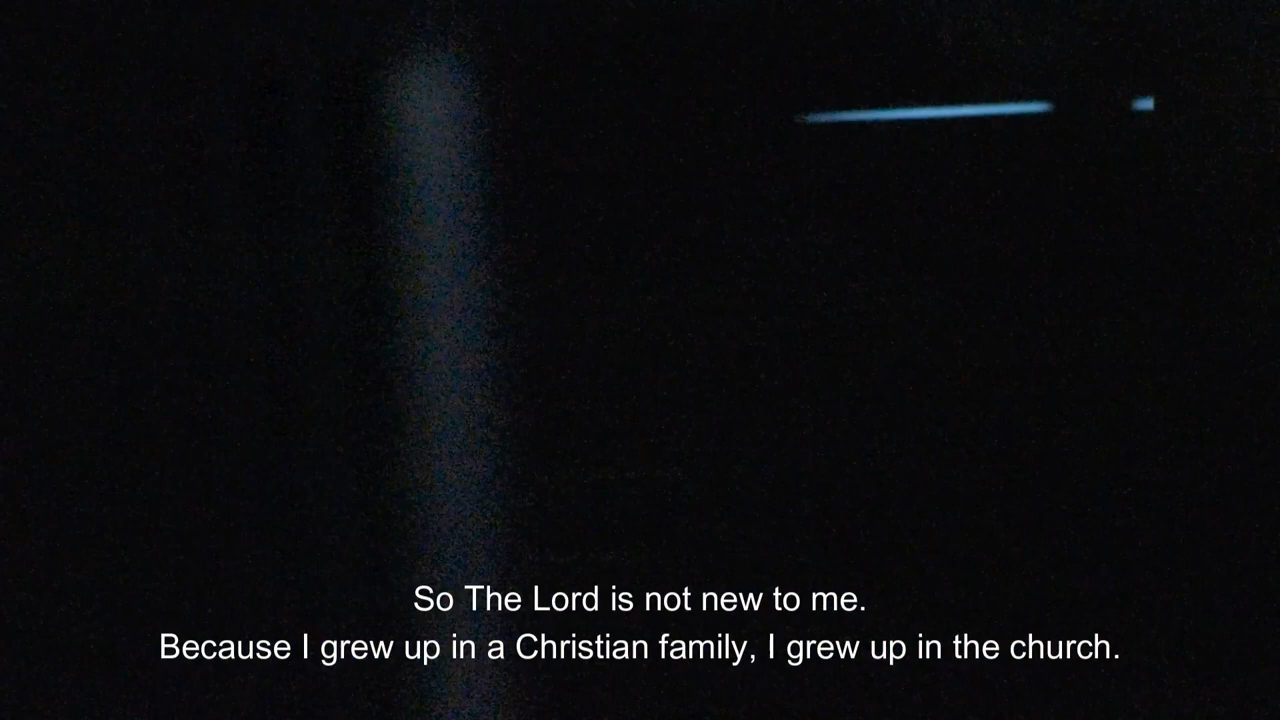 So The Lord is not new to me.
Because I grew up in a Christian family, I grew up in the church.